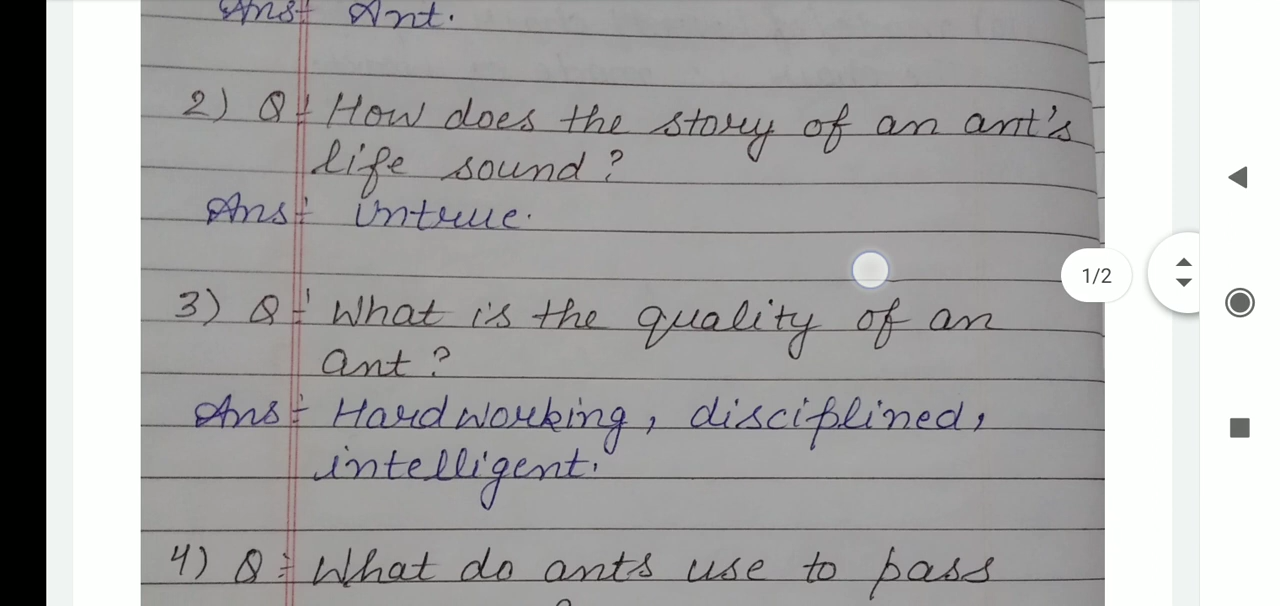 Ans:- Ant.
2) Q:- How does the story of an ant's
life sound?
Ans:- Untrue.
3) Q:- What is the quality of an
ant?
Ans:- Hardworking, disciplined,
intelligent.
4) Q:- What do ants use to pass
1/2